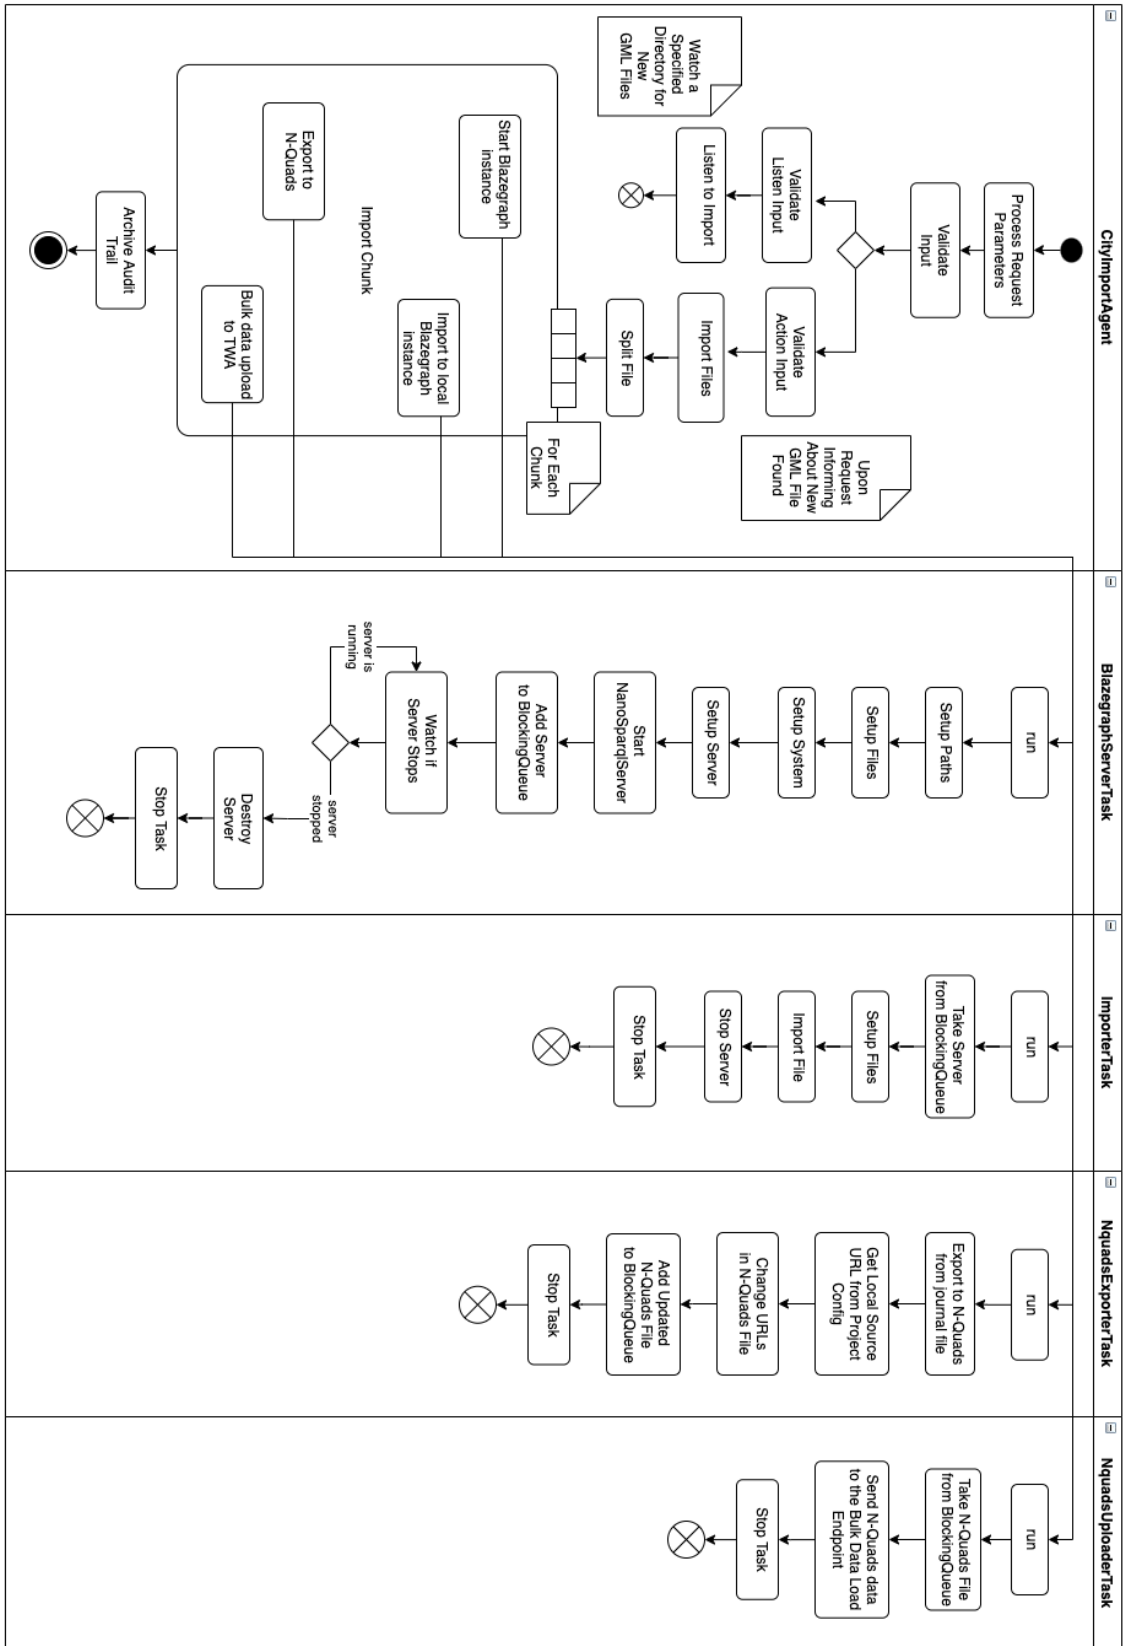 CityImportAgent
Process Request
Parameters
Validate
Input
Validate
Listen Input
Listen to Import
Watch a
Specified
Directory for
New
GML Files
Validate
Action Input
Import Files
Split File
Upon
Request
Informing
About New
GML File
Found
For Each
Chunk
Start Blazegraph
instance
Import to local
Blazegraph
instance
Import Chunk
Export to
N-Quads
Bulk data upload
to TWA
Archive Audit
Trail
BlazegraphServerTask
run
Setup Paths
Setup Files
Setup System
Setup Server
Start
NanoSparqlServer
Add Server
to BlockingQueue
Watch if
Server Stops
server is
running
server
stopped
Destroy
Server
Stop Task
ImporterTask
run
Take Server
from BlockingQueue
Setup Files
Import File
Stop Server
Stop Task
NquadsExporterTask
run
Export to N-Quads
from journal file
Get Local Source
URL from Project
Config
Change URLs
in N-Quads File
Add Updated
N-Quads File
to BlockingQueue
Stop Task
NquadsUploaderTask
run
Take N-Quads File
from BlockingQueue
Send N-Quads data
to the Bulk Data Load
Endpoint
Stop Task